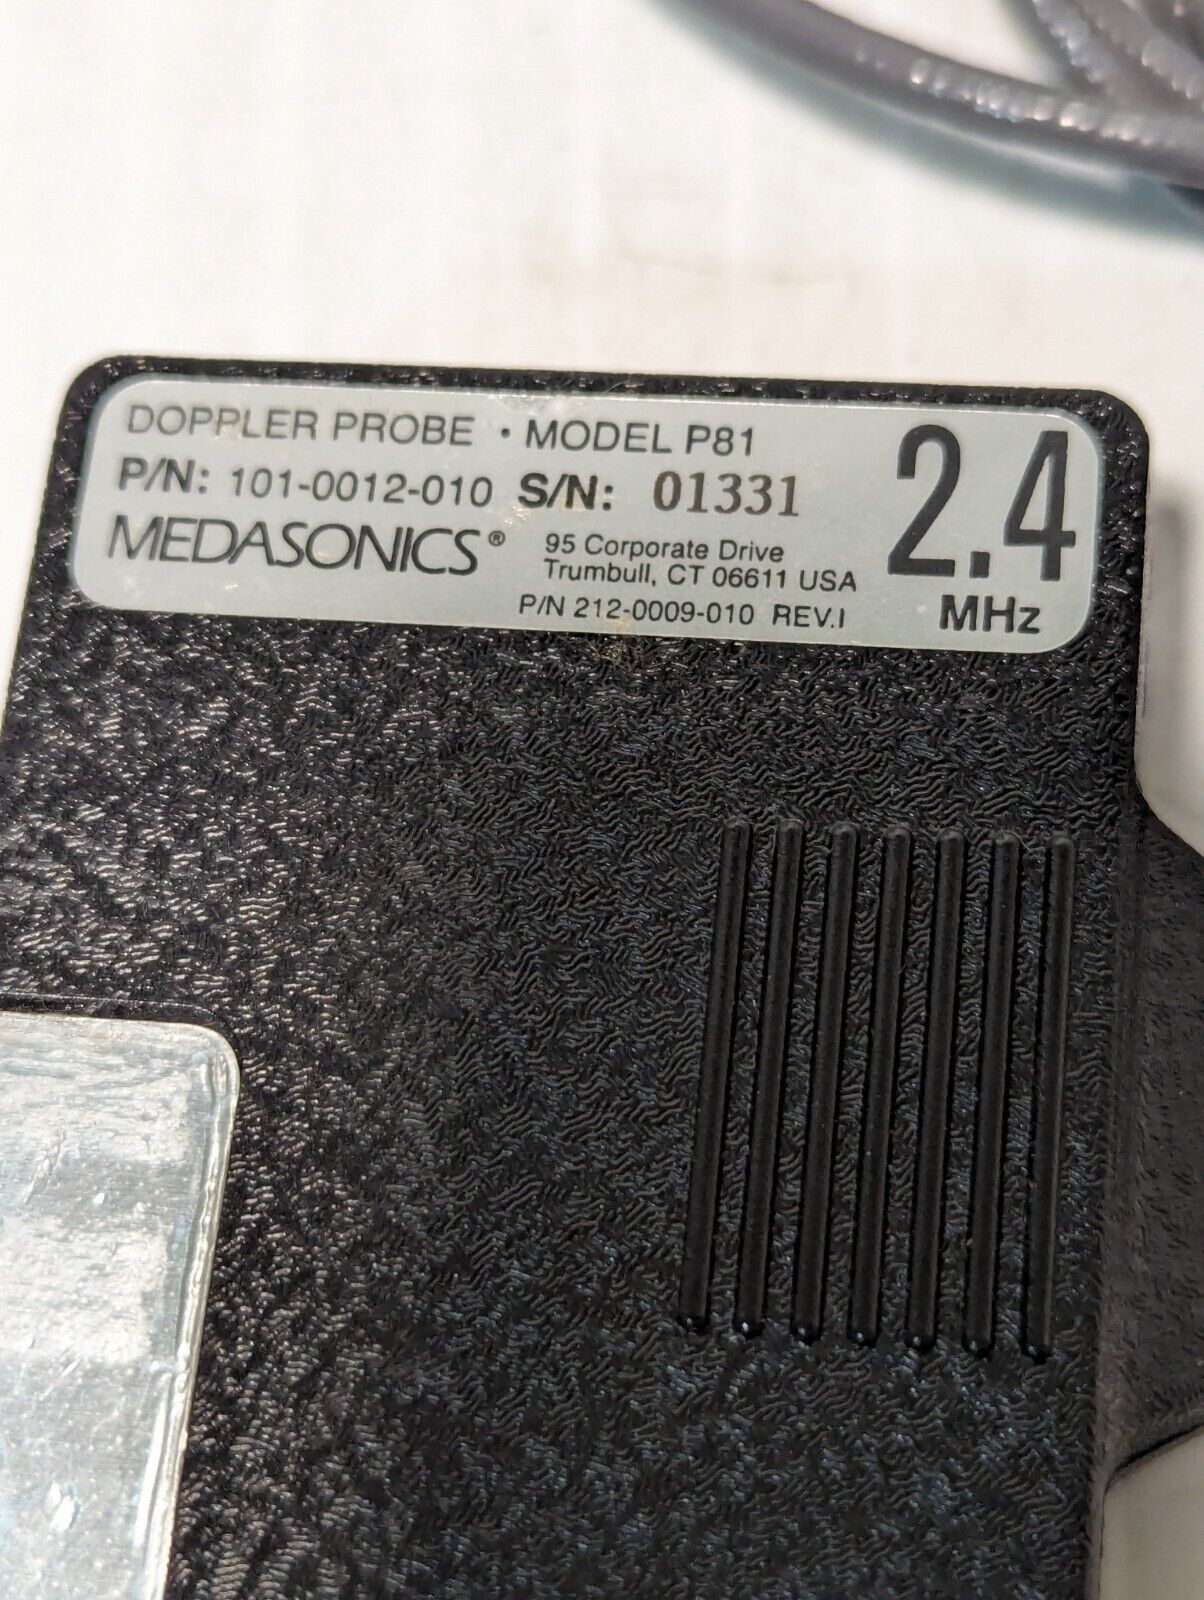 DOPPLER PROBE • MODEL P81
P/N: 101-0012-010 S/N: 01331
MEDASONICS® 95 Corporate Drive
Trumbull, CT 06611 USA
P/N 212-0009-010 REV.I
2.4
MHz